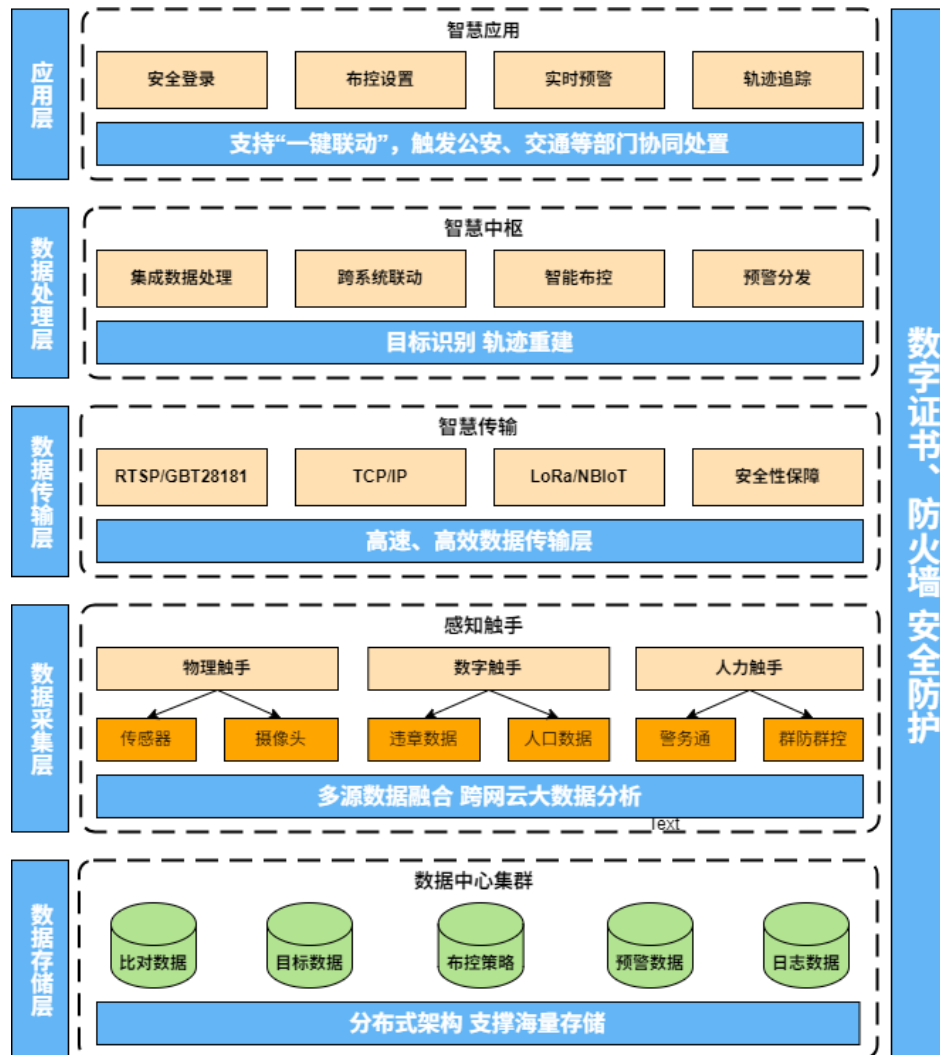 应用层
智慧应用
安全登录
布控设置
实时预警
轨迹追踪
支持“一键联动”，触发公安、交通等部门协同处置
数据处理层
智慧中枢
集成数据处理
跨系统联动
智能布控
预警分发
目标识别 轨迹重建
数据传输层
智慧传输
RTSP/GBT28181
TCP/IP
LoRa/NBIoT
安全性保障
高速、高效数据传输层
数据采集层
感知触手
物理触手
数字触手
人力触手
传感器
摄像头
违章数据
人口数据
警务通
群防群控
多源数据融合 跨网云大数据分析
Text
数据存储层
数据中心集群
比对数据
目标数据
布控策略
预警数据
日志数据
分布式架构 支撑海量存储
数字证书、防火墙 安全防护